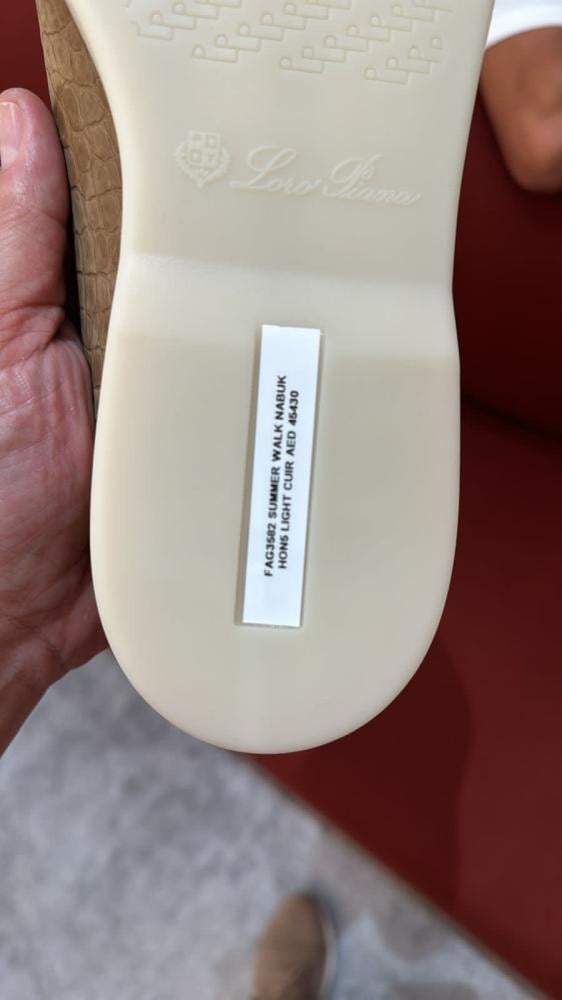 Loro Piana
FAG3582 SUMMER WALK NABUK
HON5 LIGHT CUIR AED 45430